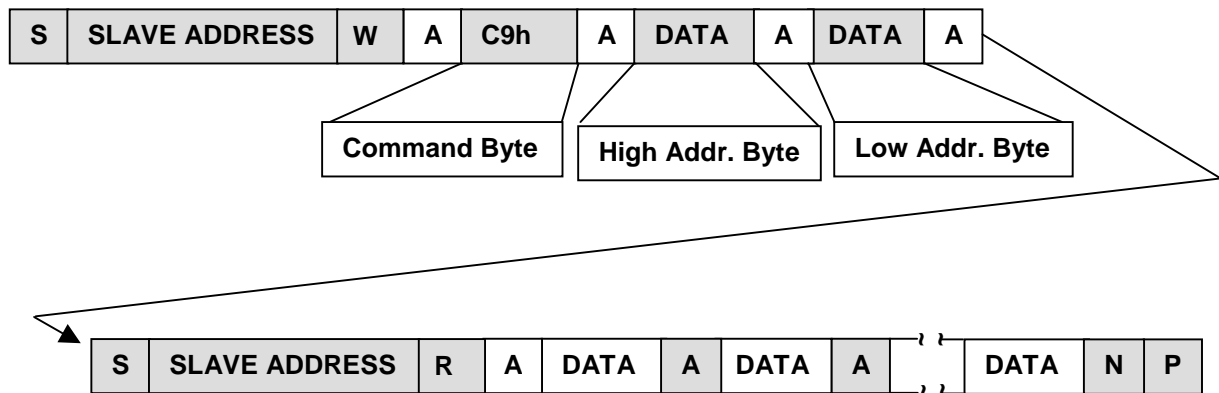 S SLAVE ADDRESS W A C9h A DATA A DATA A
Command Byte High Addr. Byte Low Addr. Byte
S SLAVE ADDRESS R A DATA A DATA A ~ ~ DATA N P